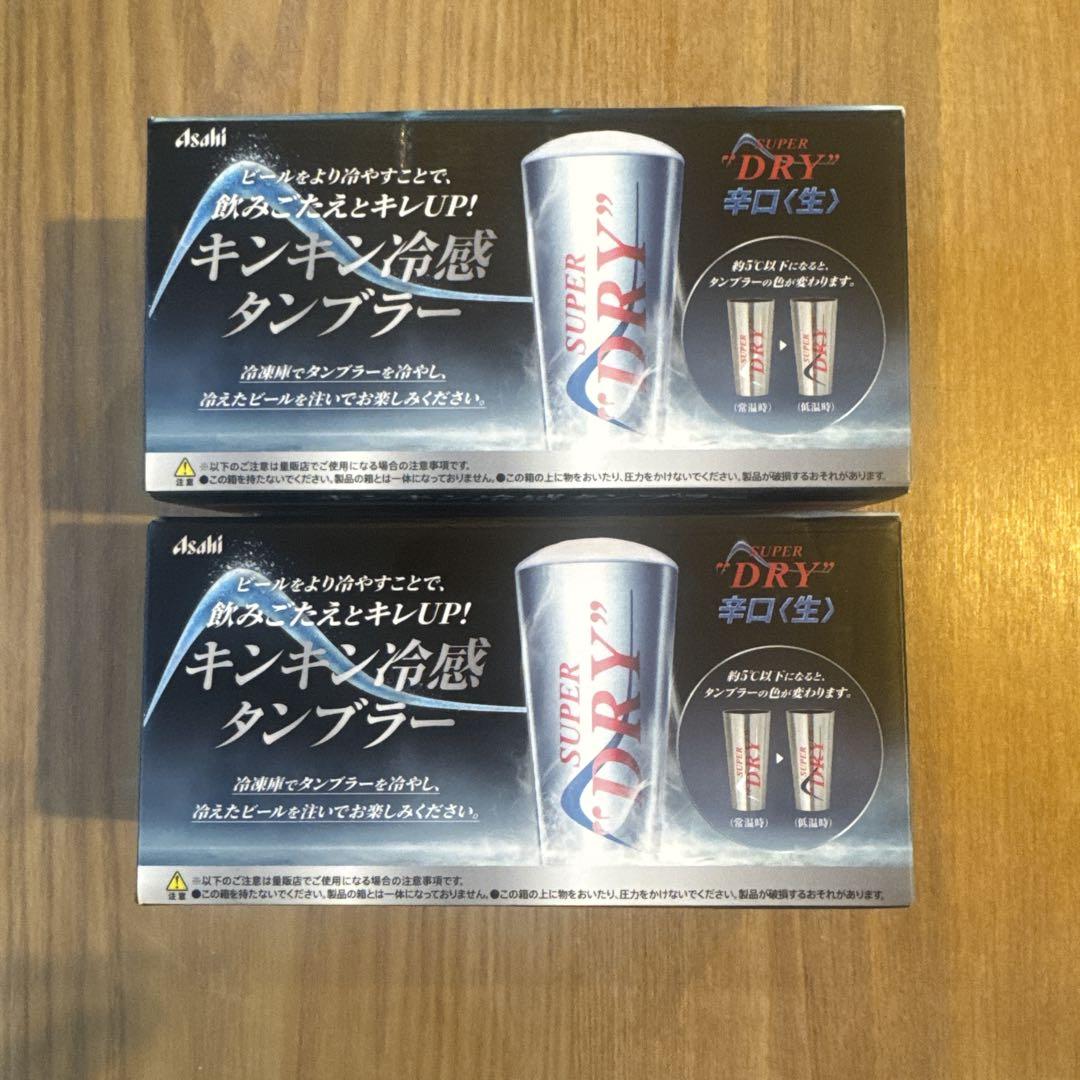 Asahi
ビールをより冷やすことで、
飲みごたえとキレUP!
キンキン冷感
タンブラー
冷凍庫でタンブラーを冷やし、
冷えたビールを注いでお楽しみください。
SUPER
"DRY"
SUPER
"DRY"
辛口〈生〉
約5℃以下になると、
タンブラーの色が変わります。
SUPER
"DRY"
SUPER
"DRY"
(常温時)
(低温時)
注意
※以下のご注意は量販店でご使用になる場合の注意事項です。
●この箱を持たないでください。製品の箱とは一体になっておりません。●この箱の上に物をおいたり、圧力をかけないでください。製品が破損するおそれがあります。
キンキン冷感タンブラー
Asahi
ビールをより冷やすことで、
飲みごたえとキレUP!
キンキン冷感
タンブラー
冷凍庫でタンブラーを冷やし、
冷えたビールを注いでお楽しみください。
SUPER
"DRY"
SUPER
"DRY"
辛口〈生〉
約5℃以下になると、
タンブラーの色が変わります。
SUPER
"DRY"
SUPER
"DRY"
(常温時)
(低温時)
注意
※以下のご注意は量販店でご使用になる場合の注意事項です。
●この箱を持たないでください。製品の箱とは一体になっておりません。●この箱の上に物をおいたり、圧力をかけないでください。製品が破損するおそれがあります。